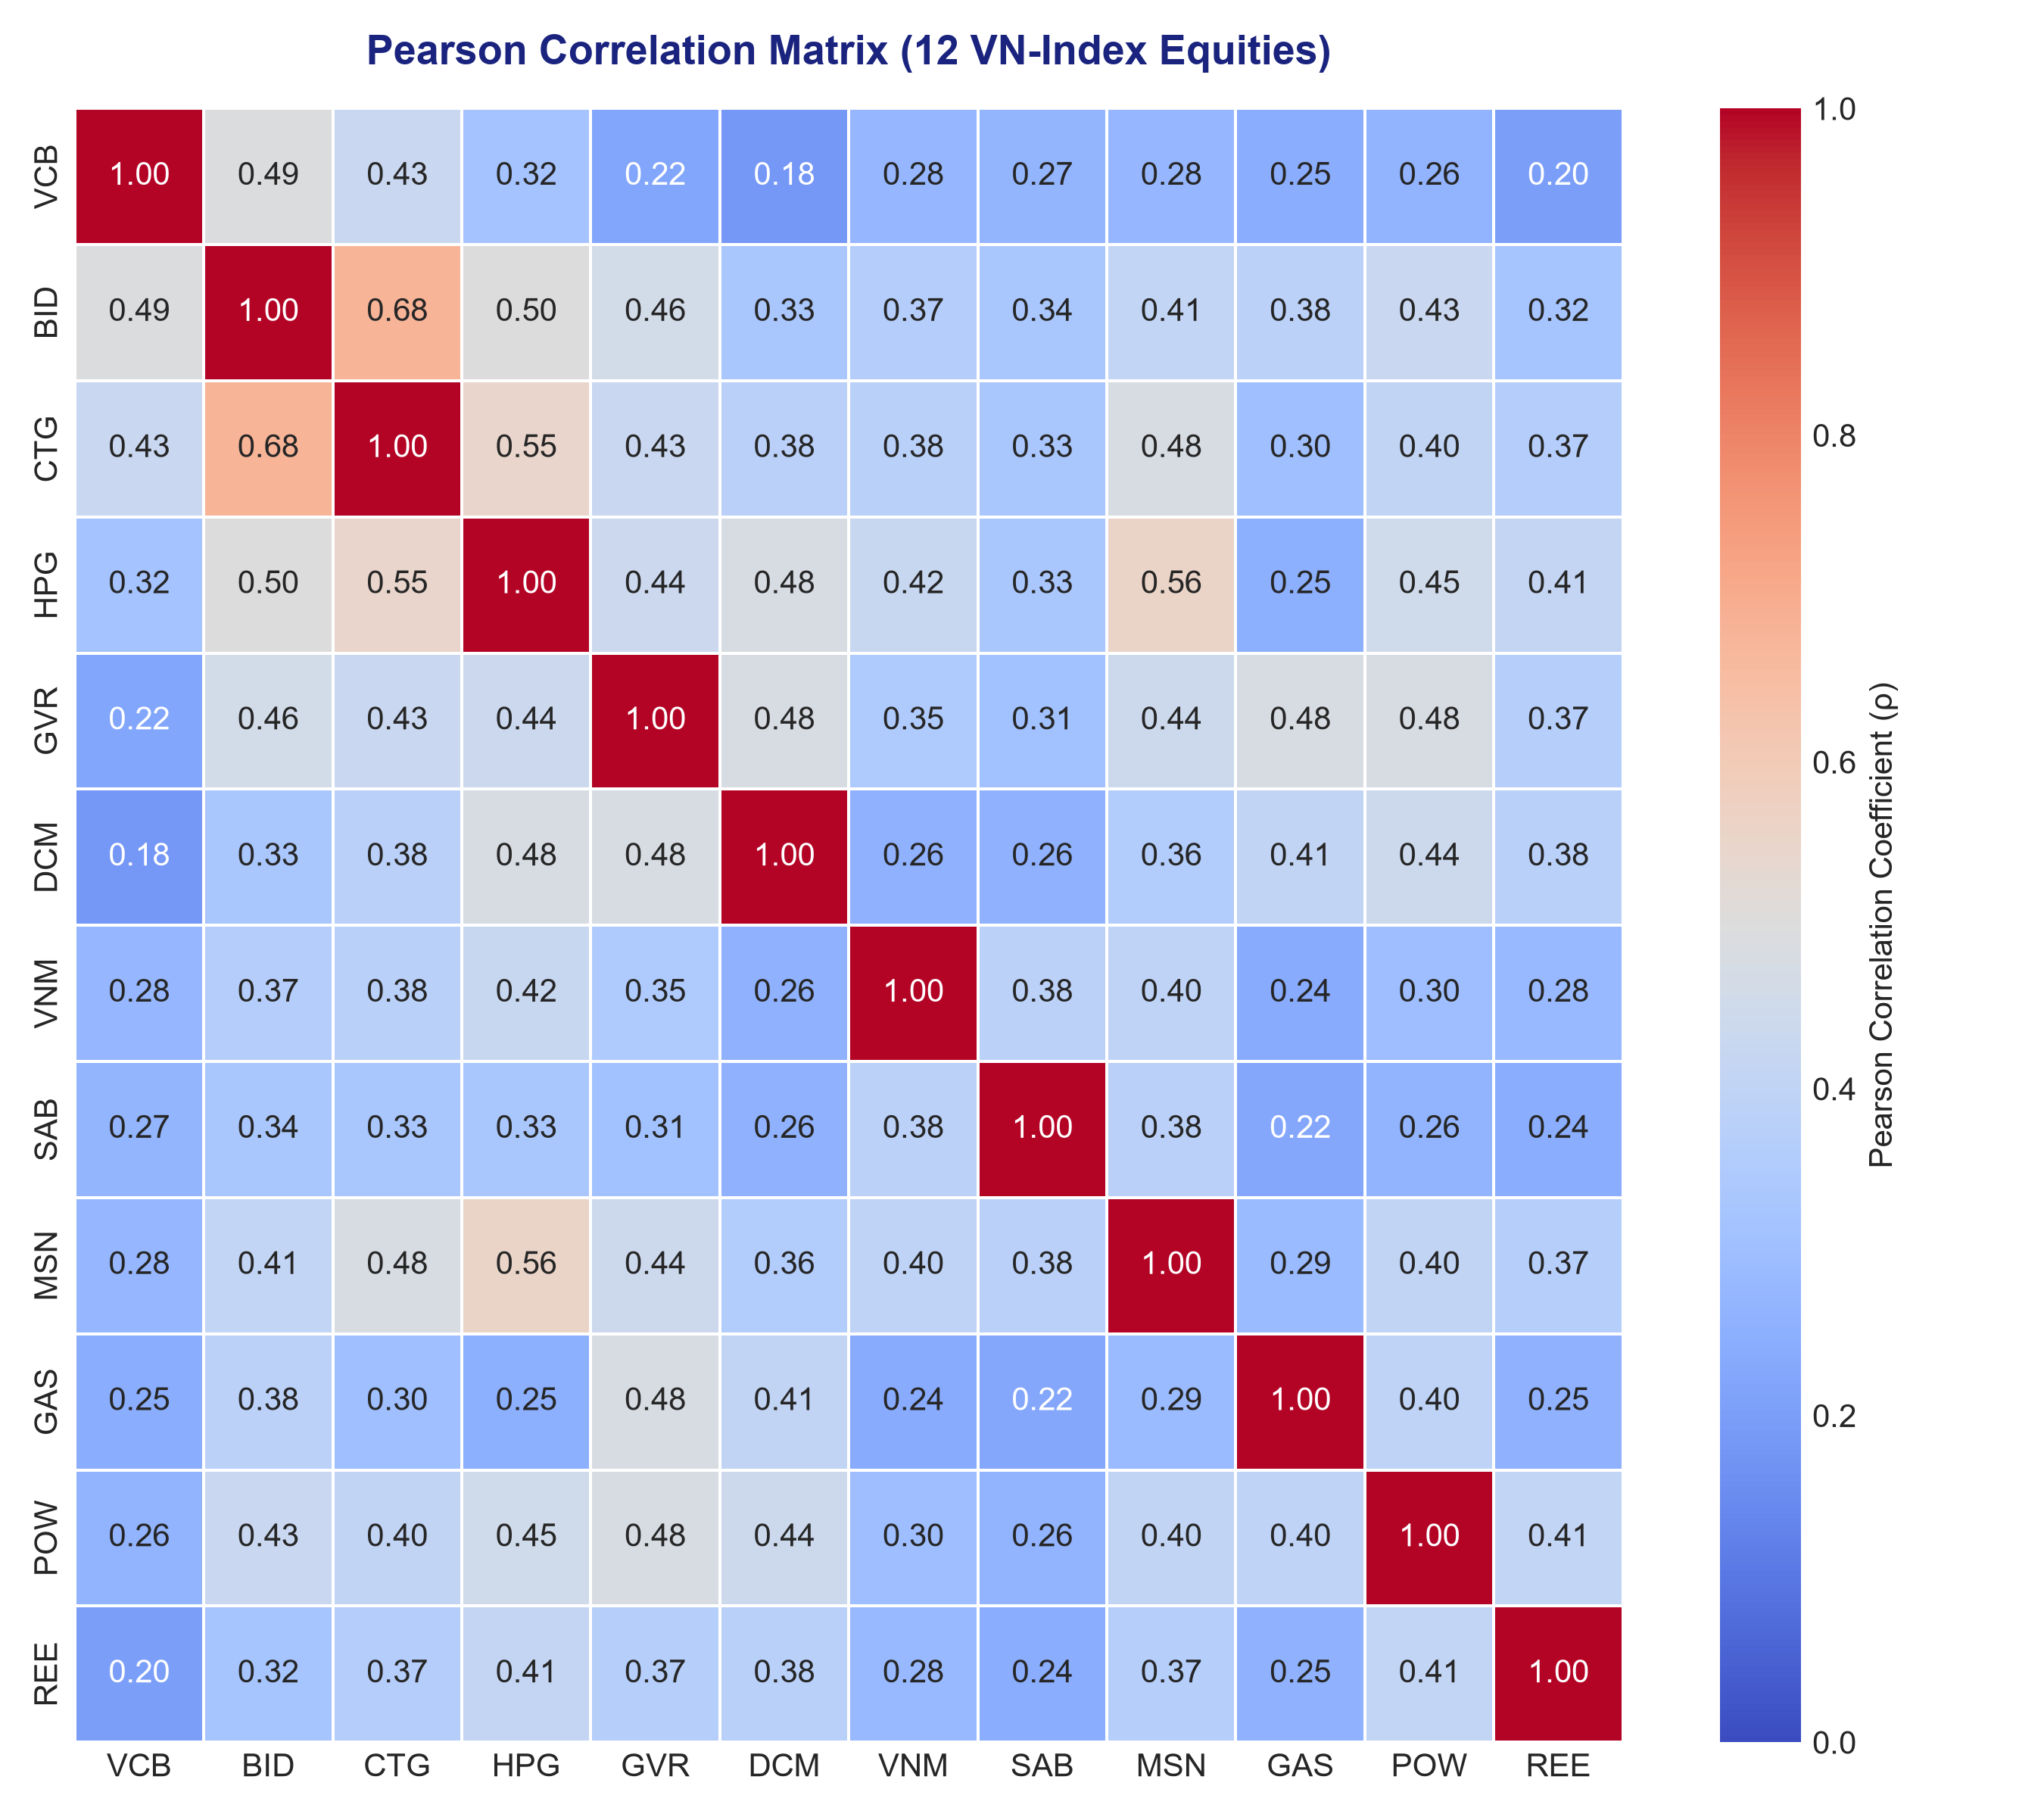 Pearson Correlation Matrix (12 VN-Index Equities)
VCB 1.00 0.49 0.43 0.32 0.22 0.18 0.28 0.27 0.28 0.25 0.26 0.20
BID 0.49 1.00 0.68 0.50 0.46 0.33 0.37 0.34 0.41 0.38 0.43 0.32
CTG 0.43 0.68 1.00 0.55 0.43 0.38 0.38 0.33 0.48 0.30 0.40 0.37
HPG 0.32 0.50 0.55 1.00 0.44 0.48 0.42 0.33 0.56 0.25 0.45 0.41
GVR 0.22 0.46 0.43 0.44 1.00 0.48 0.35 0.31 0.44 0.48 0.48 0.37
DCM 0.18 0.33 0.38 0.48 0.48 1.00 0.26 0.26 0.36 0.41 0.44 0.38
VNM 0.28 0.37 0.38 0.42 0.35 0.26 1.00 0.38 0.40 0.24 0.30 0.28
SAB 0.27 0.34 0.33 0.33 0.31 0.26 0.38 1.00 0.38 0.22 0.26 0.24
MSN 0.28 0.41 0.48 0.56 0.44 0.36 0.40 0.38 1.00 0.29 0.40 0.37
GAS 0.25 0.38 0.30 0.25 0.48 0.41 0.24 0.22 0.29 1.00 0.40 0.25
POW 0.26 0.43 0.40 0.45 0.48 0.44 0.30 0.26 0.40 0.40 1.00 0.41
REE 0.20 0.32 0.37 0.41 0.37 0.38 0.28 0.24 0.37 0.25 0.41 1.00
VCB BID CTG HPG GVR DCM VNM SAB MSN GAS POW REE
1.0
0.8
0.6
0.4
0.2
0.0
Pearson Correlation Coefficient (ρ)